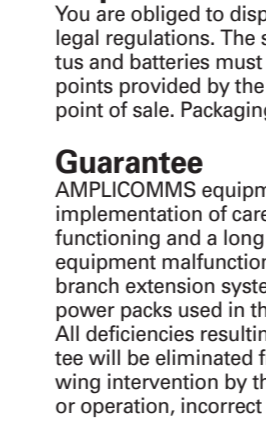 You are obliged to disp
legal regulations. The s
tus and batteries must
points provided by the
point of sale. Packaging
Guarantee
AMPLICOMMS equipm
implementation of care
functioning and a long
equipment malfunction
branch extension syste
power packs used in th
All deficiencies resultin
tee will be eliminated f
wing intervention by th
or operation, incorrect